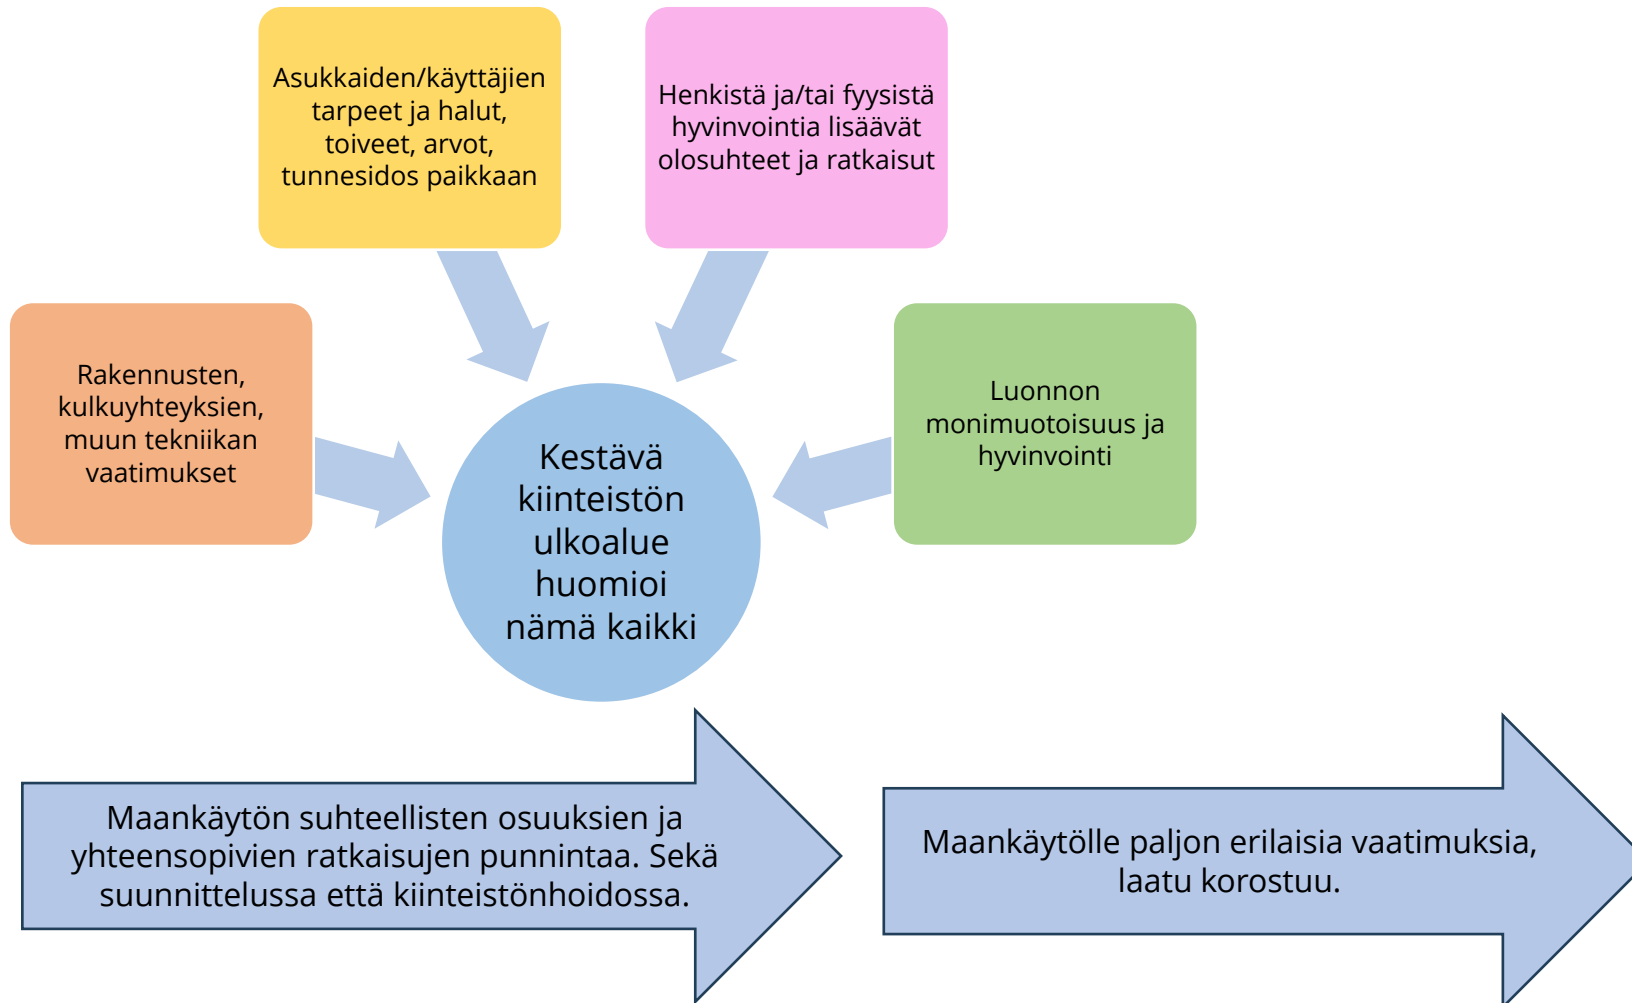 Asukkaiden/käyttäjien
tarpeet ja halut,
toiveet, arvot,
tunnesidos paikkaan
Henkistä ja/tai fyysistä
hyvinvointia lisäävät
olosuhteet ja ratkaisut
Rakennusten,
kulkuyhteyksien,
muun tekniikan
vaatimukset
Luonnon
monimuotoisuus ja
hyvinvointi
Kestävä
kiinteistön
ulkoalue
huomioi
nämä kaikki
Maankäytön suhteellisten osuuksien ja
yhteensopivien ratkaisujen punnintaa. Sekä
suunnittelussa että kiinteistönhoidossa.
Maankäytölle paljon erilaisia vaatimuksia,
laatu korostuu.